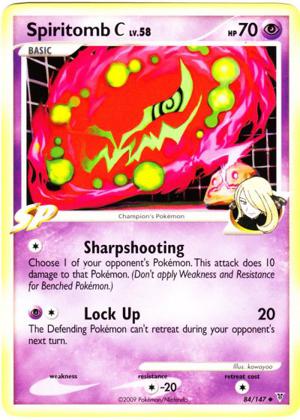 Spiritomb C LV.58 HP 70
BASIC
SP
Champion's Pokémon
Sharpshooting
Choose 1 of your opponent's Pokémon. This attack does 10
damage to that Pokémon. (Don't apply Weakness and Resistance
for Benched Pokémon.)
Lock Up 20
The Defending Pokémon can't retreat during your opponent's
next turn.
Illus. kawayoo
weakness resistance retreat cost
-20
©2009 Pokémon/Nintendo 84/147